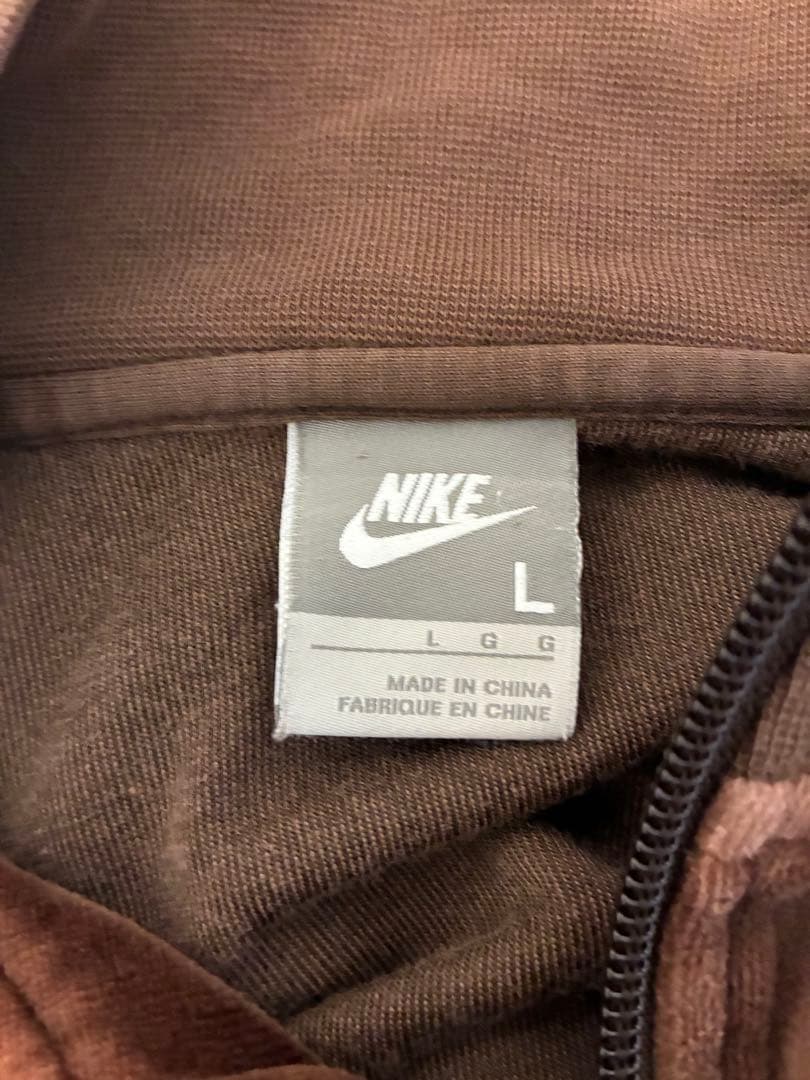 NIKE
L
L G G
MADE IN CHINA
FABRIQUE EN CHINE